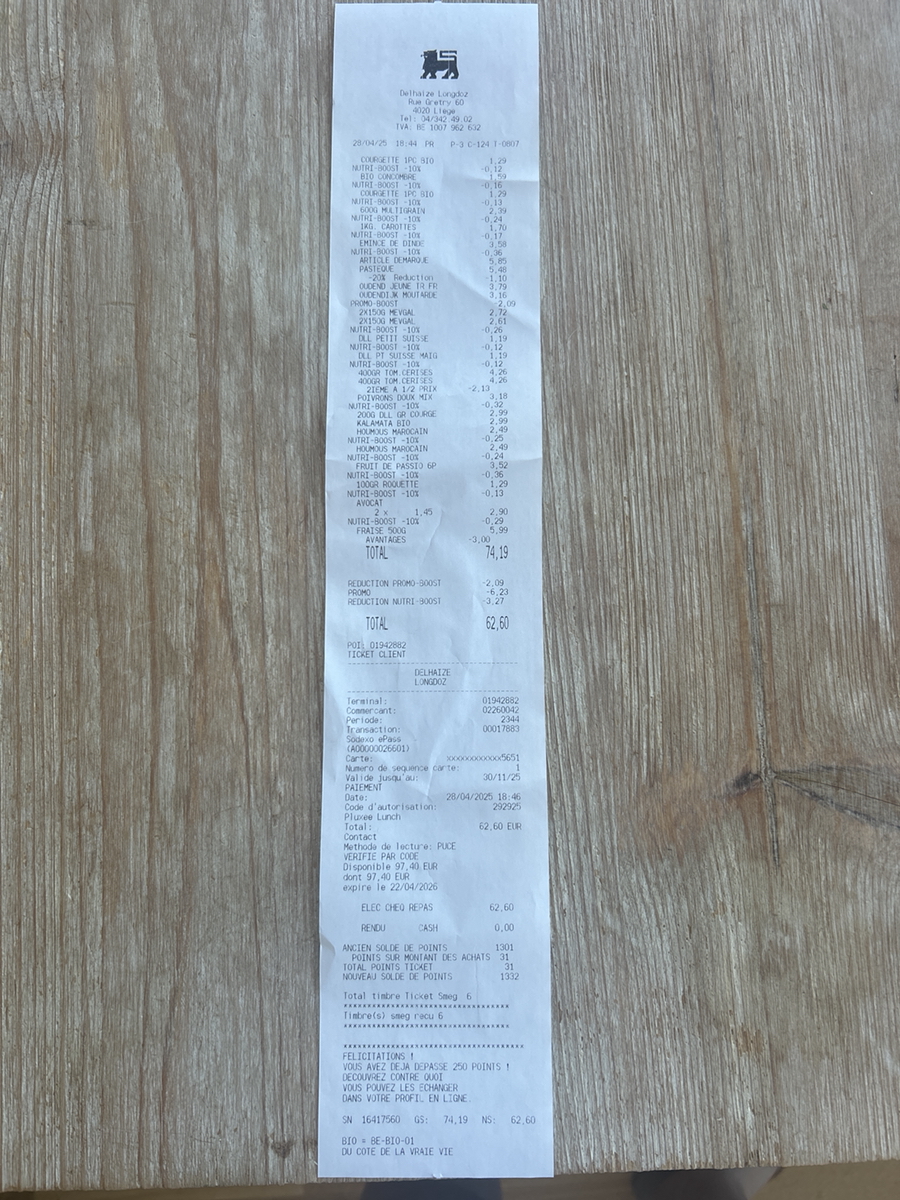 Delhaize Longdoz
Rue Gretry 60
4020 Liege
Tel: 04/342.49.02
TVA: BE 1007 962 632
28/04/25 18:44 PR P-3 C-124 T-0807
COURGETTE 1PC BIO 1,29
NUTRI-BOOST -10% -0,12
BIO CONCOMBRE 1,59
NUTRI-BOOST -10% -0,16
COURGETTE 1PC BIO 1,29
NUTRI-BOOST -10% -0,13
600G MULTIGRAIN 2,39
NUTRI-BOOST -10% -0,24
1KG. CAROTTES 1,70
NUTRI-BOOST -10% -0,17
EMINCE DE DINDE 3,58
NUTRI-BOOST -10% -0,36
ARTICLE DEMARQUE 5,85
PASTEQUE 5,48
-20% Reduction -1,10
OUDEND JEUNE TR FR 3,79
OUDENDIJK MOUTARDE 3,16
PROMO-BOOST -2,09
2X150G MEVGAL 2,72
2X150G MEVGAL 2,61
NUTRI-BOOST -10% -0,26
DLL PETIT SUISSE 1,19
NUTRI-BOOST -10% -0,12
DLL PT SUISSE MAIG 1,19
NUTRI-BOOST -10% -0,12
400GR TOM.CERISES 4,26
400GR TOM.CERISES 4,26
2IEME A 1/2 PRIX -2,13
POIVRONS DOUX MIX 3,18
NUTRI-BOOST -10% -0,32
200G DLL GR COURGE 2,99
KALAMATA BIO 2,99
HOUMOUS MAROCAIN 2,49
NUTRI-BOOST -10% -0,25
HOUMOUS MAROCAIN 2,49
NUTRI-BOOST -10% -0,24
FRUIT DE PASSIO 6P 3,52
NUTRI-BOOST -10% -0,36
100GR ROQUETTE 1,29
NUTRI-BOOST -10% -0,13
AVOCAT
2 x 1,45 2,90
NUTRI-BOOST -10% -0,29
FRAISE 500G 5,99
AVANTAGES -3,00
TOTAL 74,19
REDUCTION PROMO-BOOST -2,09
PROMO -6,23
REDUCTION NUTRI-BOOST -3,27
TOTAL 62,60
POI: 01942882
TICKET CLIENT
DELHAIZE
LONGDOZ
Terminal: 01942882
Commercant: 02260042
Periode: 2344
Transaction: 00017883
Sodexo ePass
(A00000026601)
Carte: xxxxxxxxxxxx5651
Numero de sequence carte: 1
Valide jusqu'au: 30/11/25
PAIEMENT
Date: 28/04/2025 18:46
Code d'autorisation: 292925
Pluxee Lunch
Total: 62,60 EUR
Contact
Methode de lecture: PUCE
VERIFIE PAR CODE
Disponible 97,40 EUR
dont 97,40 EUR
expire le 22/04/2026
ELEC CHEQ REPAS 62,60
RENDU CASH 0,00
ANCIEN SOLDE DE POINTS 1301
POINTS SUR MONTANT DES ACHATS 31
TOTAL POINTS TICKET 31
NOUVEAU SOLDE DE POINTS 1332
Total timbre Ticket Smeg 6
************************************
Timbre(s) smeg recu 6
************************************
***************************************
FELICITATIONS !
VOUS AVEZ DEJA DEPASSE 250 POINTS !
DECOUVREZ CONTRE QUOI
VOUS POUVEZ LES ECHANGER
DANS VOTRE PROFIL EN LIGNE.
SN 16417560 GS: 74,19 NS: 62,60
BIO = BE-BIO-01
DU COTE DE LA VRAIE VIE